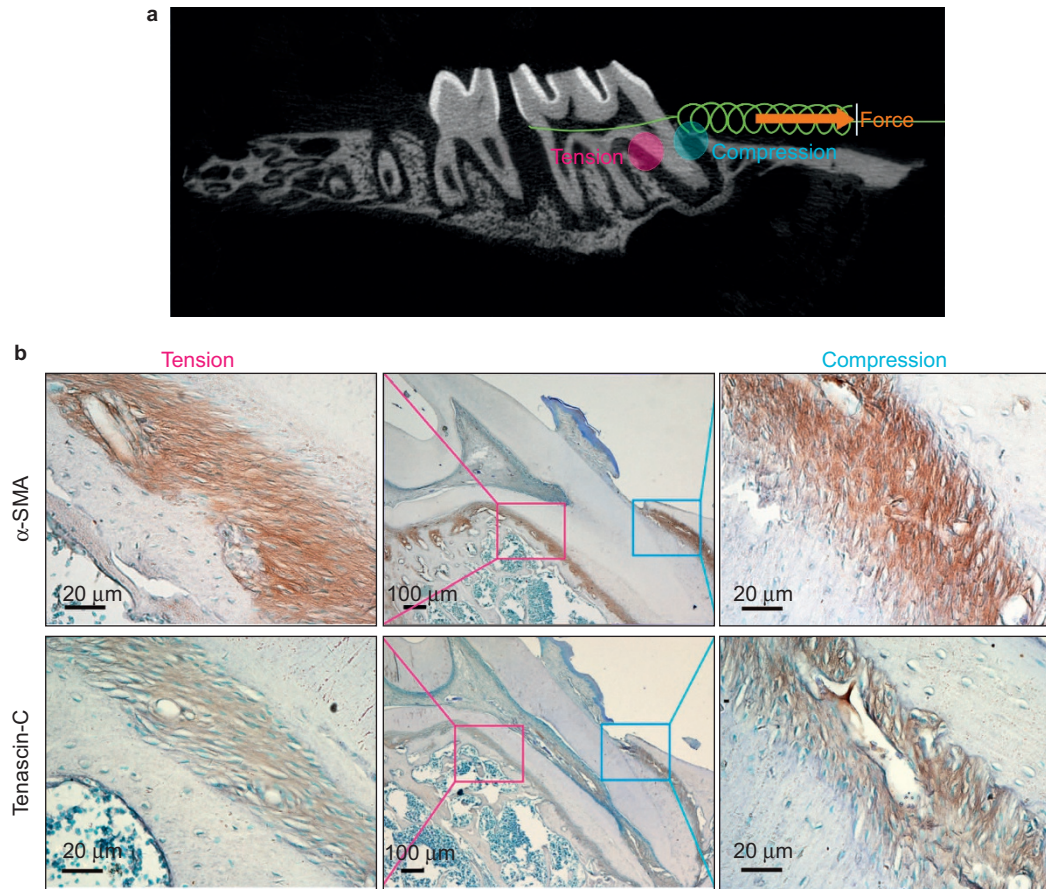 a
Force
Tension
Compression
b
Tension
Compression
α-SMA
20 μm
100 μm
20 μm
Tenascin-C
20 μm
100 μm
20 μm